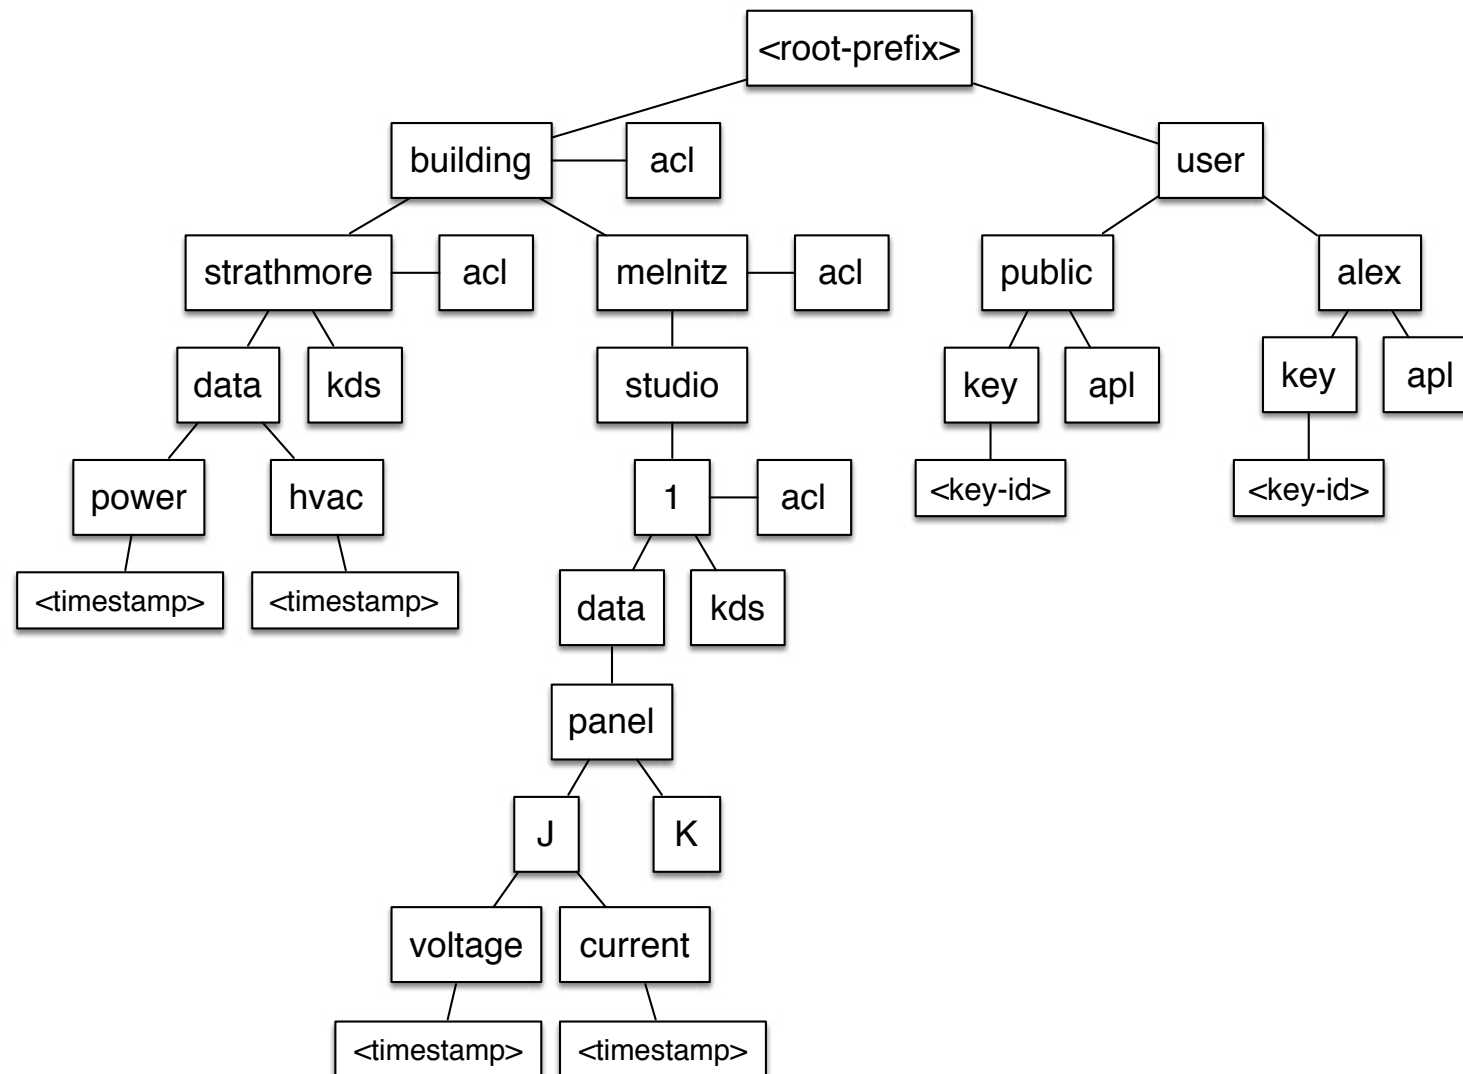 <root-prefix>
building
acl
user
strathmore
acl
melnitz
acl
public
alex
data
kds
studio
key
apl
key
apl
power
hvac
1
acl
<key-id>
<key-id>
<timestamp>
<timestamp>
data
kds
panel
J
K
voltage
current
<timestamp>
<timestamp>